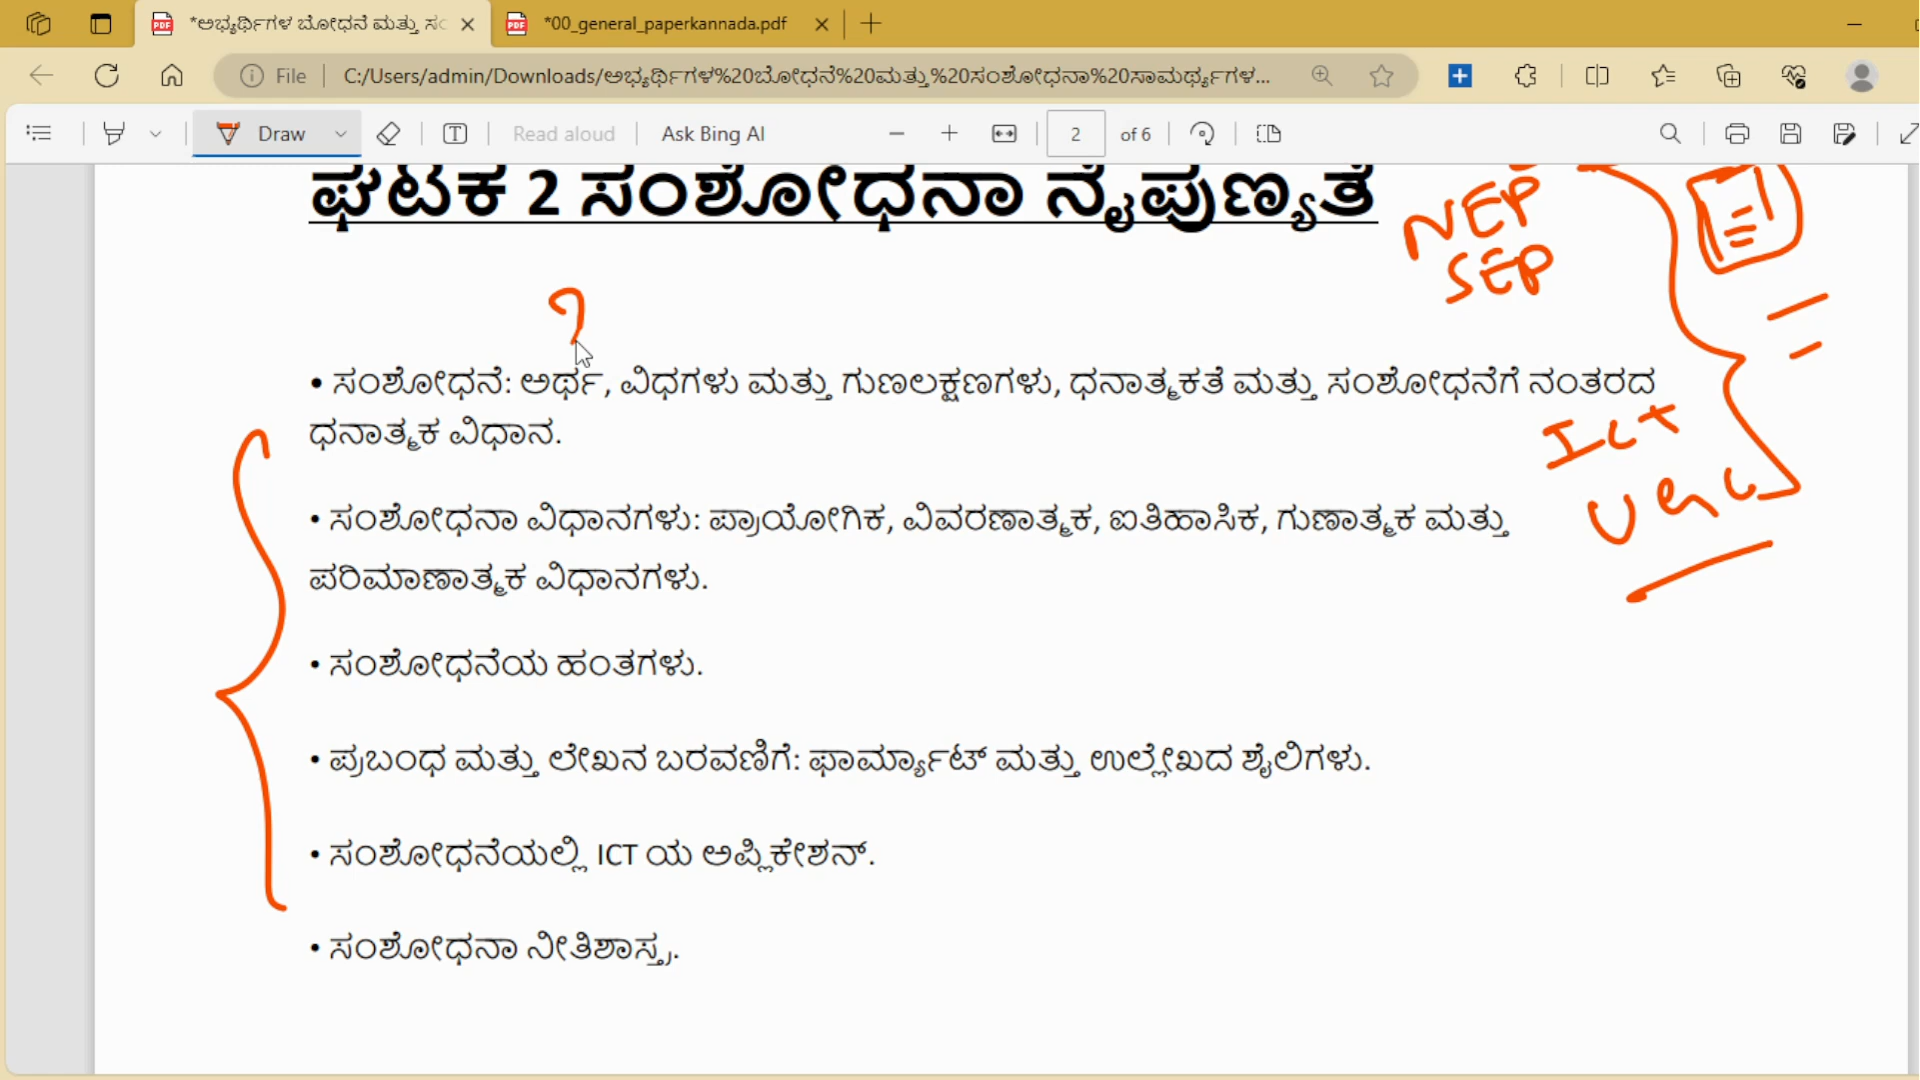 *ಅಭ್ಯರ್ಥಿಗಳ ಬೋಧನೆ ಮತ್ತು ಸಂ
*00_general_paperkannada.pdf
File
C:/Users/admin/Downloads/ಅಭ್ಯರ್ಥಿಗಳ%20ಬೋಧನೆ%20ಮತ್ತು%20ಸಂಶೋಧನಾ%20ಸಾಮರ್ಥ್ಯಗಳ...
Draw
Read aloud
Ask Bing AI
2 of 6
ಘಟಕ 2 ಸಂಶೋಧನಾ ನೈಪುಣ್ಯತೆ
NEP
SEP
?
• ಸಂಶೋಧನೆ: ಅರ್ಥ, ವಿಧಗಳು ಮತ್ತು ಗುಣಲಕ್ಷಣಗಳು, ಧನಾತ್ಮಕತೆ ಮತ್ತು ಸಂಶೋಧನೆಗೆ ನಂತರದ
ಧನಾತ್ಮಕ ವಿಧಾನ.
ICT
UGC
• ಸಂಶೋಧನಾ ವಿಧಾನಗಳು: ಪ್ರಾಯೋಗಿಕ, ವಿವರಣಾತ್ಮಕ, ಐತಿಹಾಸಿಕ, ಗುಣಾತ್ಮಕ ಮತ್ತು
ಪರಿಮಾಣಾತ್ಮಕ ವಿಧಾನಗಳು.
• ಸಂಶೋಧನೆಯ ಹಂತಗಳು.
• ಪ್ರಬಂಧ ಮತ್ತು ಲೇಖನ ಬರವಣಿಗೆ: ಫಾರ್ಮ್ಯಾಟ್ ಮತ್ತು ಉಲ್ಲೇಖದ ಶೈಲಿಗಳು.
• ಸಂಶೋಧನೆಯಲ್ಲಿ ICT ಯ ಅಪ್ಲಿಕೇಶನ್.
• ಸಂಶೋಧನಾ ನೀತಿಶಾಸ್ತ್ರ.